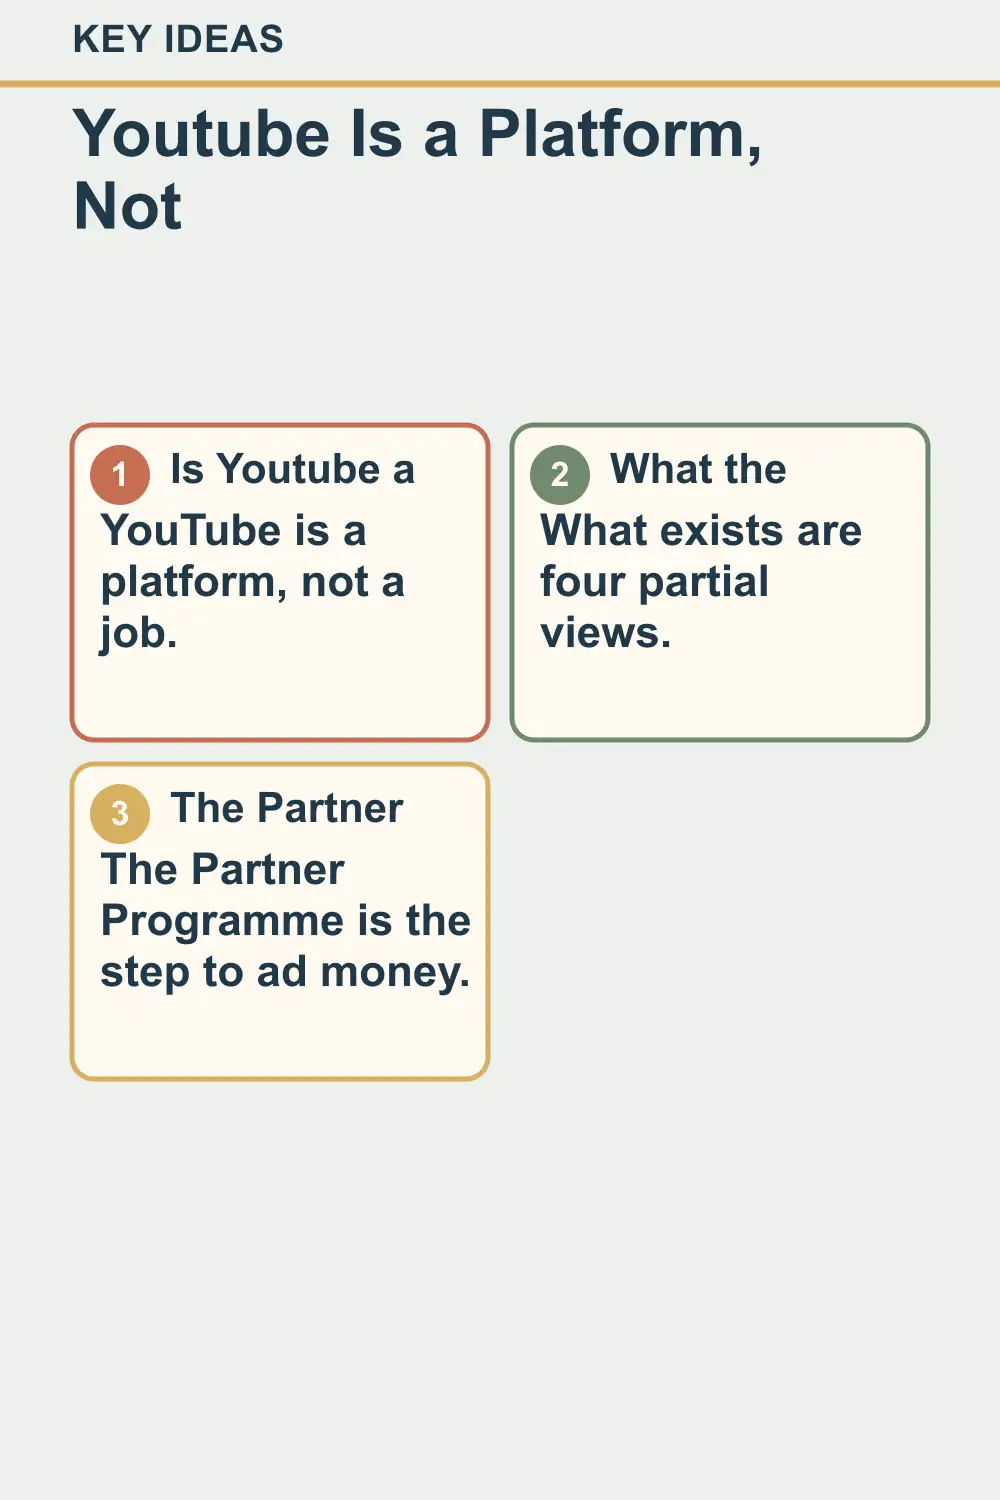 KEY IDEAS
Youtube Is a Platform,
Not
1 Is Youtube a
YouTube is a
platform, not a
job.
2 What the
What exists are
four partial
views.
3 The Partner
The Partner
Programme is the
step to ad money.